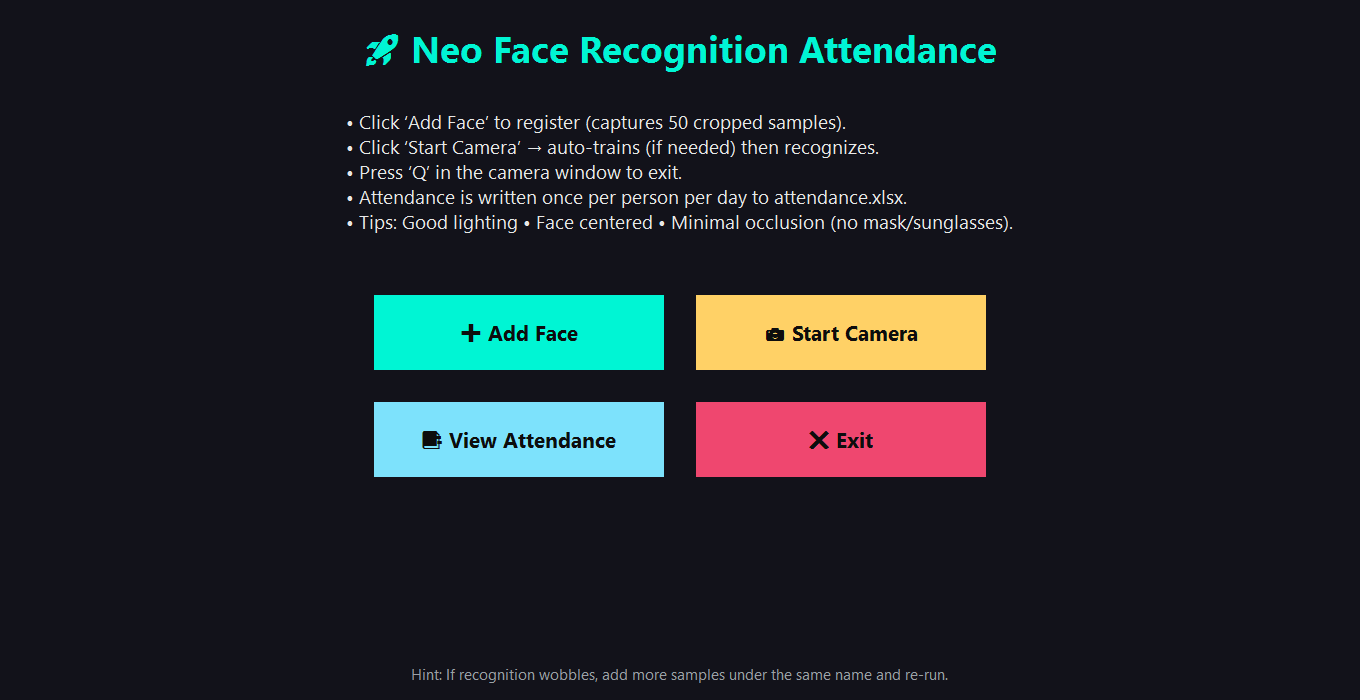 🚀 Neo Face Recognition Attendance
• Click ‘Add Face’ to register (captures 50 cropped samples).
• Click ‘Start Camera’ → auto-trains (if needed) then recognizes.
• Press ‘Q’ in the camera window to exit.
• Attendance is written once per person per day to attendance.xlsx.
• Tips: Good lighting • Face centered • Minimal occlusion (no mask/sunglasses).
➕ Add Face
📷 Start Camera
📑 View Attendance
❌ Exit
Hint: If recognition wobbles, add more samples under the same name and re-run.